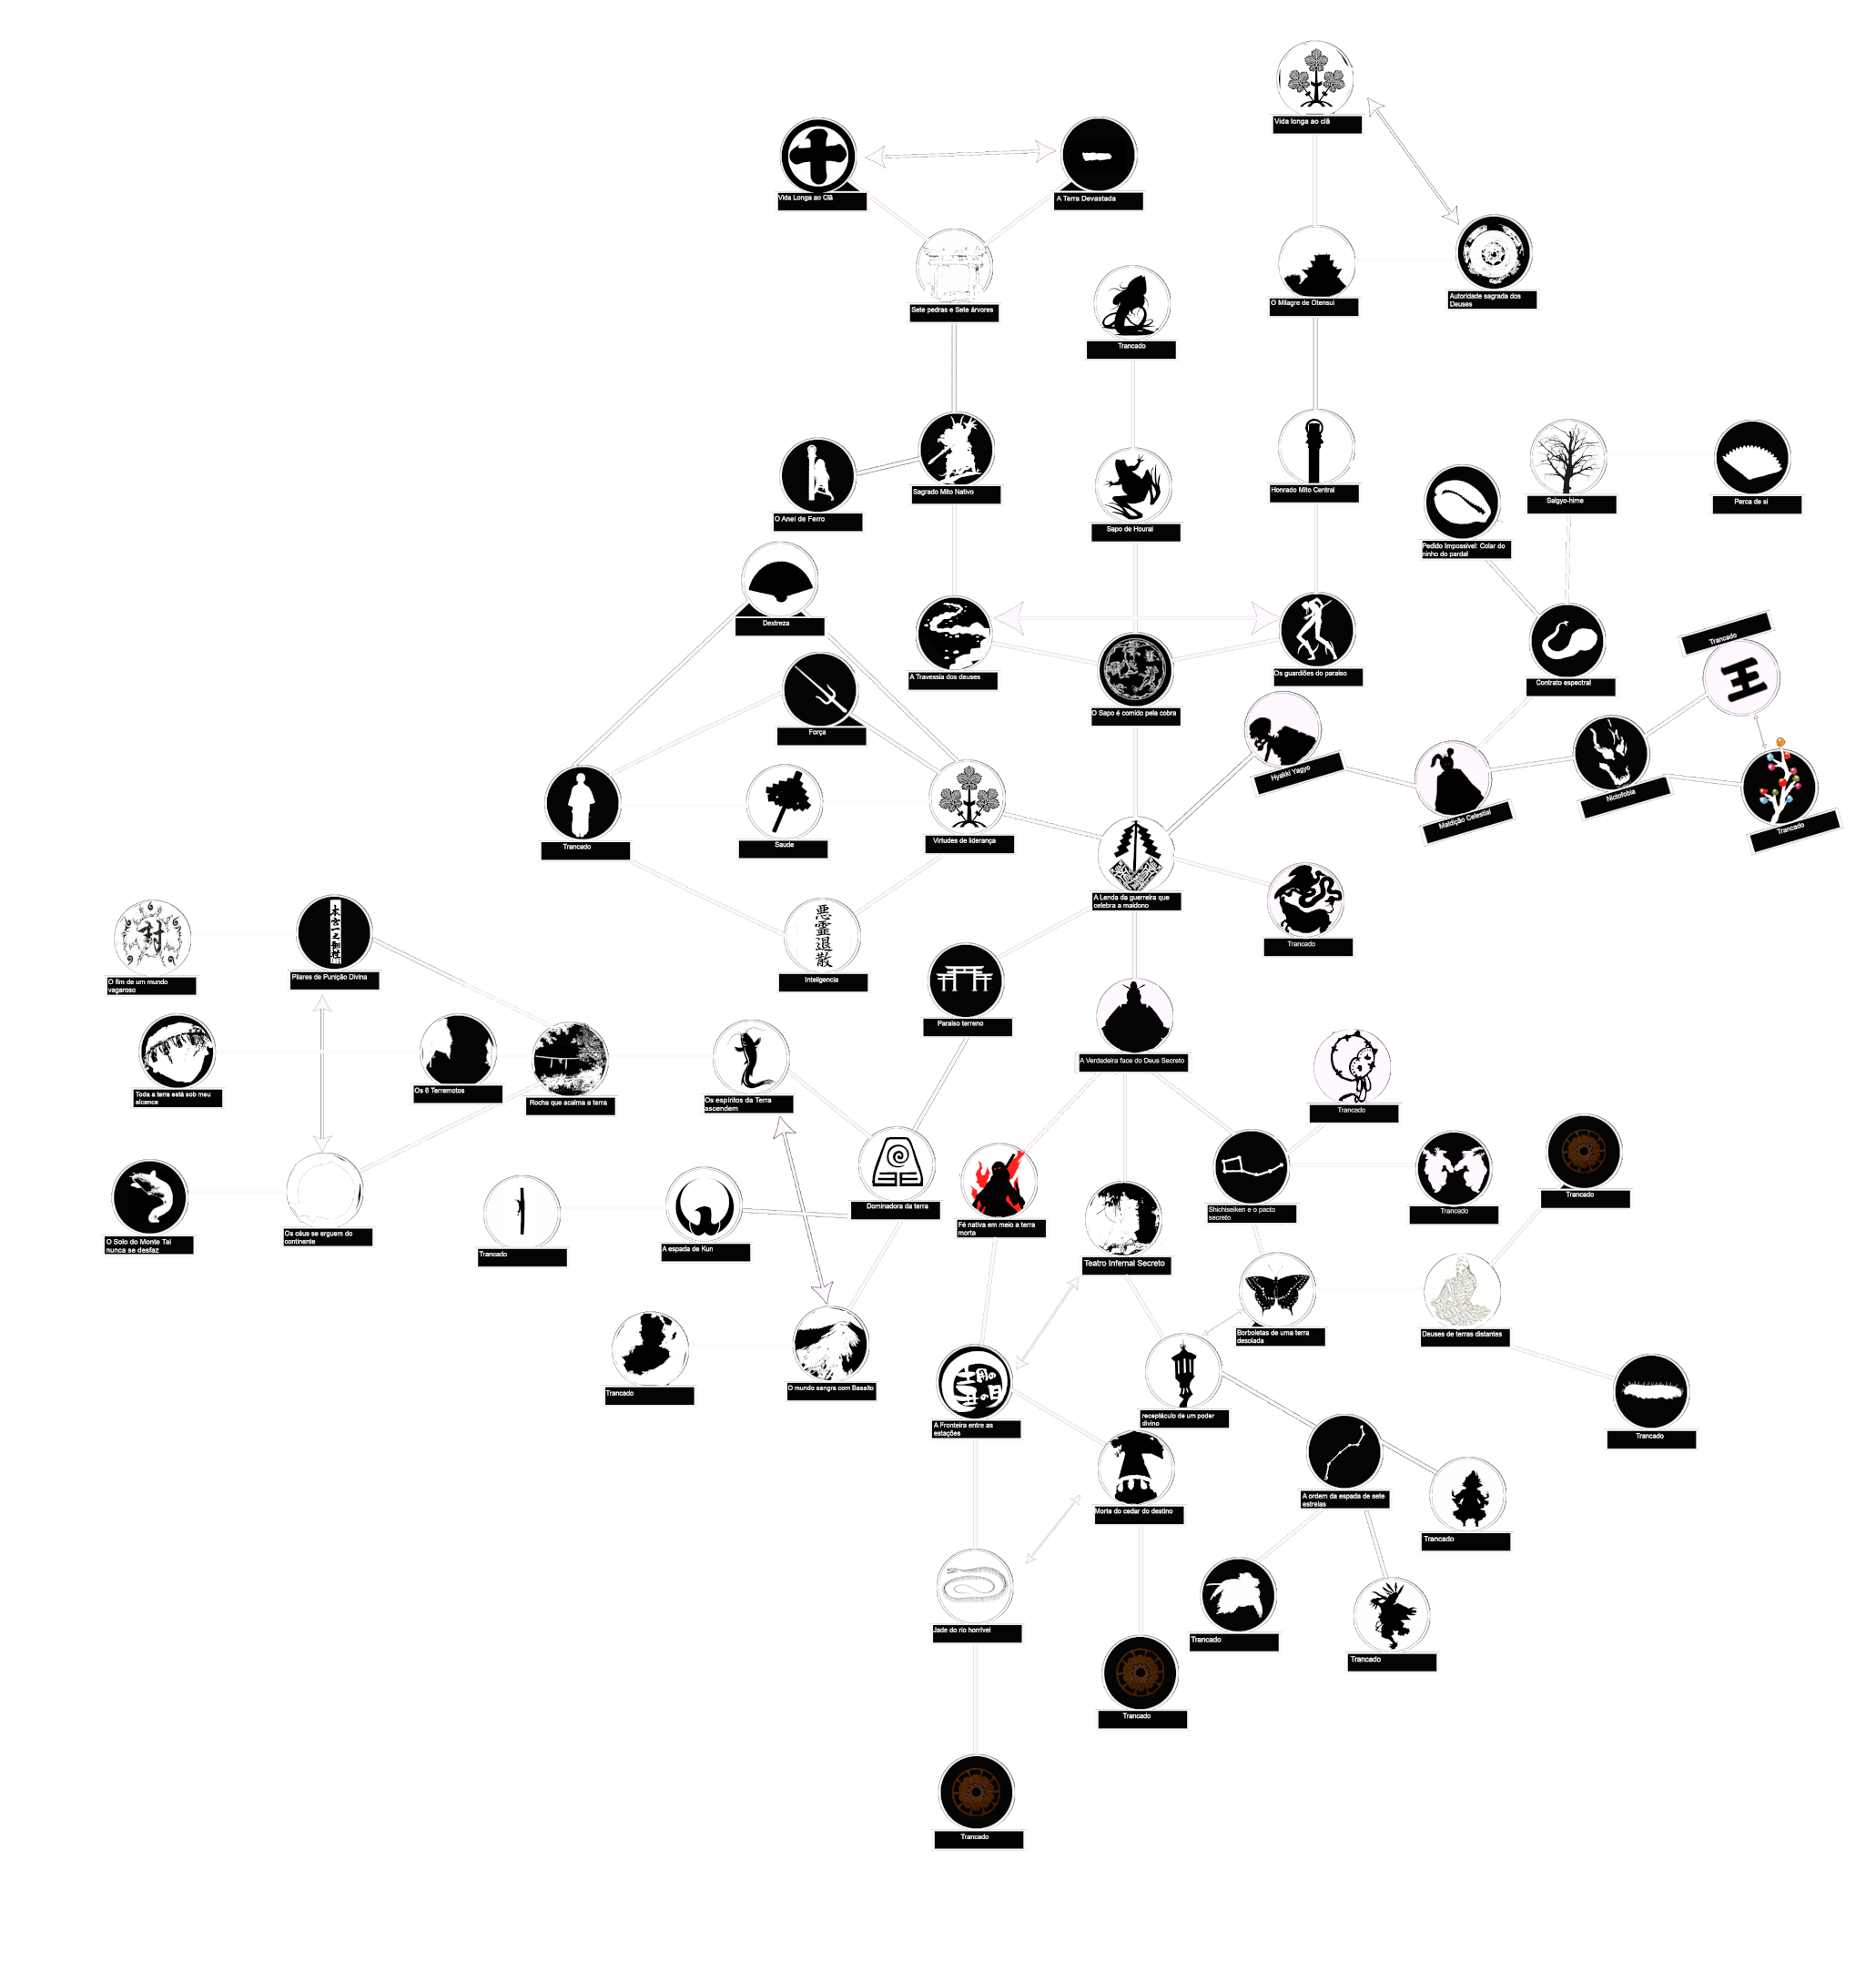 Vida longa ao clã
Vida Longa ao Clã
A Terra Devastada
Sete pedras e Sete árvores
O Milagre de Otensui
Autoridade sagrada dos
Deuses
Trancado
Sagrado Mito Nativo
Honrado Mito Central
O Anel de Ferro
Sapo de Hourai
Saigyo-hime
Perca de si
Pedido Impossível: Colar do
ninho do pardal
Dextreza
A Travessia dos deuses
Os guardiões do paraíso
Contrato espectral
Trancado
王
O Sapo é comido pela cobra
Força
Hyakki Yagyo
Nictofobia
Maldição Celestial
Trancado
Trancado
Saude
Virtudes de liderança
A Lenda da guerreira que
celebra a maldono
Trancado
悪霊退散
Inteligencia
封
O fim de um mundo
vagaroso
Pilares de Punição Divina
Paraiso terreno
A Verdadeira face do Deus Secreto
Toda a terra está sob meu
alcance
Os 6 Terremotos
Rocha que acalma a terra
Os espíritos da Terra
ascendem
Trancado
O Solo do Monte Tai
nunca se desfaz
Os céus se erguem do
continente
Trancado
A espada de Kun
Dominadora da terra
Fé nativa em meio a terra
morta
Teatro Infernal Secreto
Shichiseiken e o pacto
secreto
Trancado
Trancado
Borboletas de uma terra
desolada
Deuses de terras distantes
Trancado
O mundo sangra com Basalto
A Fronteira entre as
estações
receptáculo de um poder
divino
Trancado
Morte do cedar do destino
A ordem da espada de sete
estrelas
Trancado
Jade do rio horrível
Trancado
Trancado
Trancado
Trancado